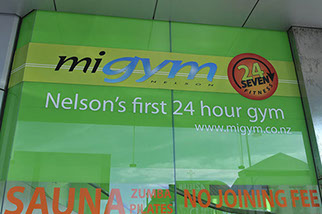 migym
NELSON
24
SEVEN
FITNESS
Nelson's first 24 hour gym
www.migym.co.nz
SAUNA
ZUMBA
PILATES
NO JOINING FEE